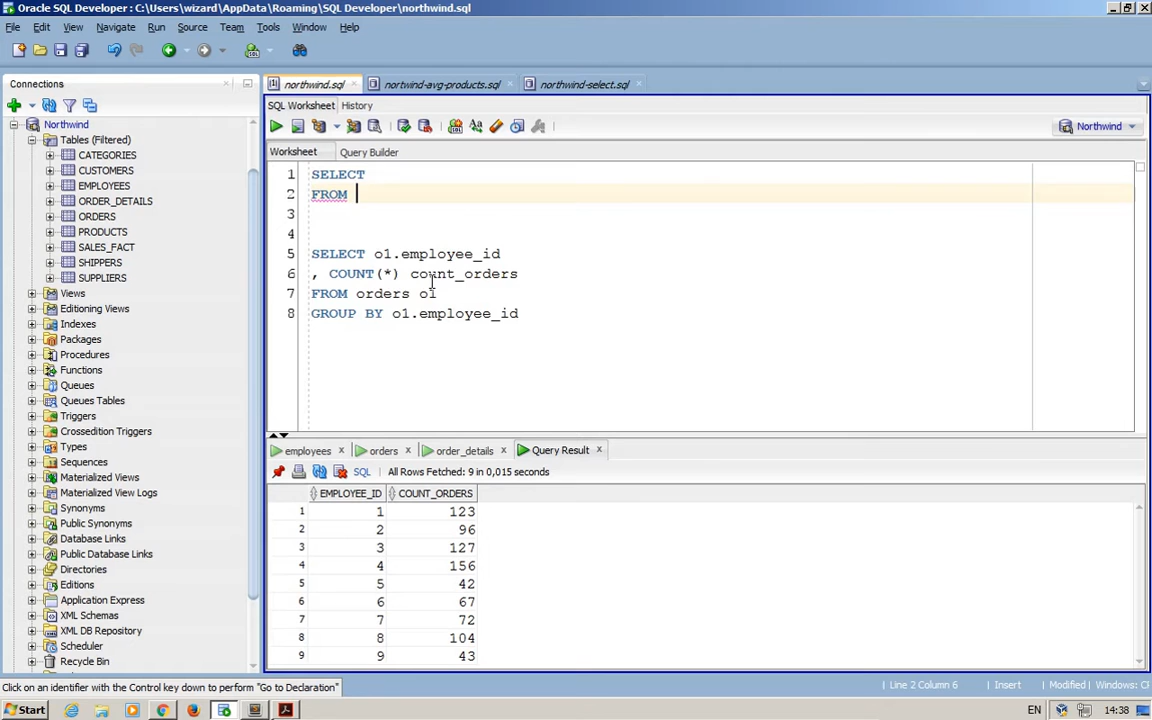 Oracle SQL Developer : C:\Users\wizard\AppData\Roaming\SQL Developer\northwind.sql
File Edit View Navigate Run Source Team Tools Window Help
Connections
northwind.sql nortwind-avg-products.sql northwind-select.sql
SQL Worksheet History
Northwind
Worksheet Query Builder
Northwind
Tables (Filtered)
CATEGORIES
CUSTOMERS
EMPLOYEES
ORDER_DETAILS
ORDERS
PRODUCTS
SALES_FACT
SHIPPERS
SUPPLIERS
Views
Editioning Views
Indexes
Packages
Procedures
Functions
Queues
Queues Tables
Triggers
Crossedition Triggers
Types
Sequences
Materialized Views
Materialized View Logs
Synonyms
Public Synonyms
Database Links
Public Database Links
Directories
Editions
Application Express
XML Schemas
XML DB Repository
Scheduler
Recycle Bin
1 SELECT
2 FROM
3
4
5 SELECT o1.employee_id
6 , COUNT(*) count_orders
7 FROM orders o1
8 GROUP BY o1.employee_id
employees orders order_details Query Result
SQL All Rows Fetched: 9 in 0,015 seconds
EMPLOYEE_ID COUNT_ORDERS
1 1 123
2 2 96
3 3 127
4 4 156
5 5 42
6 6 67
7 7 72
8 8 104
9 9 43
Click on an identifier with the Control key down to perform "Go to Declaration"
Line 2 Column 6 Insert Modified Windows: CF
Start EN 14:38